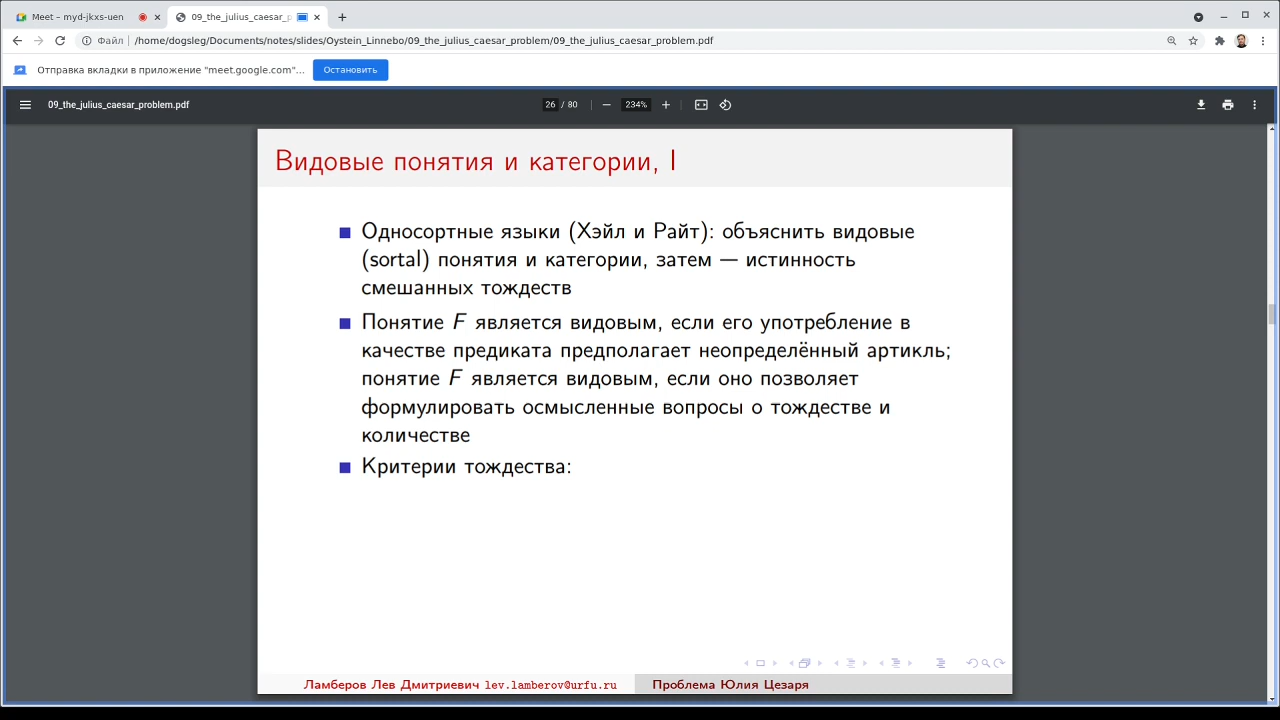 Meet – myd-jkxs-uen
09_the_julius_caesar_p
Файл
/home/dogsleg/Documents/notes/slides/Oystein_Linnebo/09_the_julius_caesar_problem/09_the_julius_caesar_problem.pdf
Отправка вкладки в приложение "meet.google.com"...
Остановить
09_the_julius_caesar_problem.pdf
26 / 80
234%
Видовые понятия и категории, I
Односортные языки (Хэйл и Райт): объяснить видовые
(sortal) понятия и категории, затем — истинность
смешанных тождеств
Понятие F является видовым, если его употребление в
качестве предиката предполагает неопределённый артикль;
понятие F является видовым, если оно позволяет
формулировать осмысленные вопросы о тождестве и
количестве
Критерии тождества:
Ламберов Лев Дмитриевич lev.lamberov@urfu.ru
Проблема Юлия Цезаря